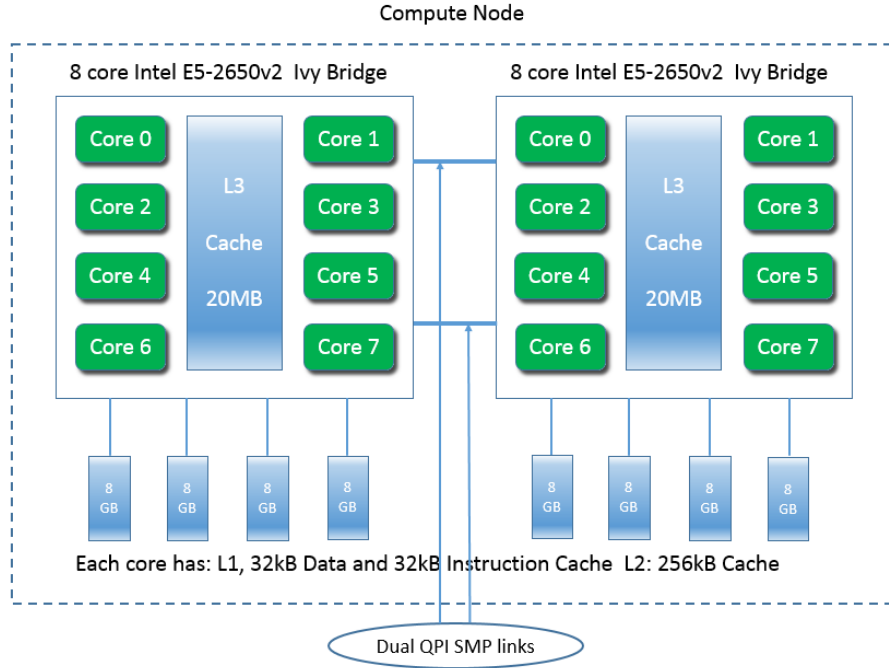 Compute Node
8 core Intel E5-2650v2  Ivy Bridge
8 core Intel E5-2650v2  Ivy Bridge
Core 0
L3
Cache
20MB
Core 1
Core 2
Core 3
Core 4
Core 5
Core 6
Core 7
Core 0
L3
Cache
20MB
Core 1
Core 2
Core 3
Core 4
Core 5
Core 6
Core 7
8
GB
8
GB
8
GB
8
GB
8
GB
8
GB
8
GB
8
GB
Each core has: L1, 32kB Data and 32kB Instruction Cache  L2: 256kB Cache
Dual QPI SMP links